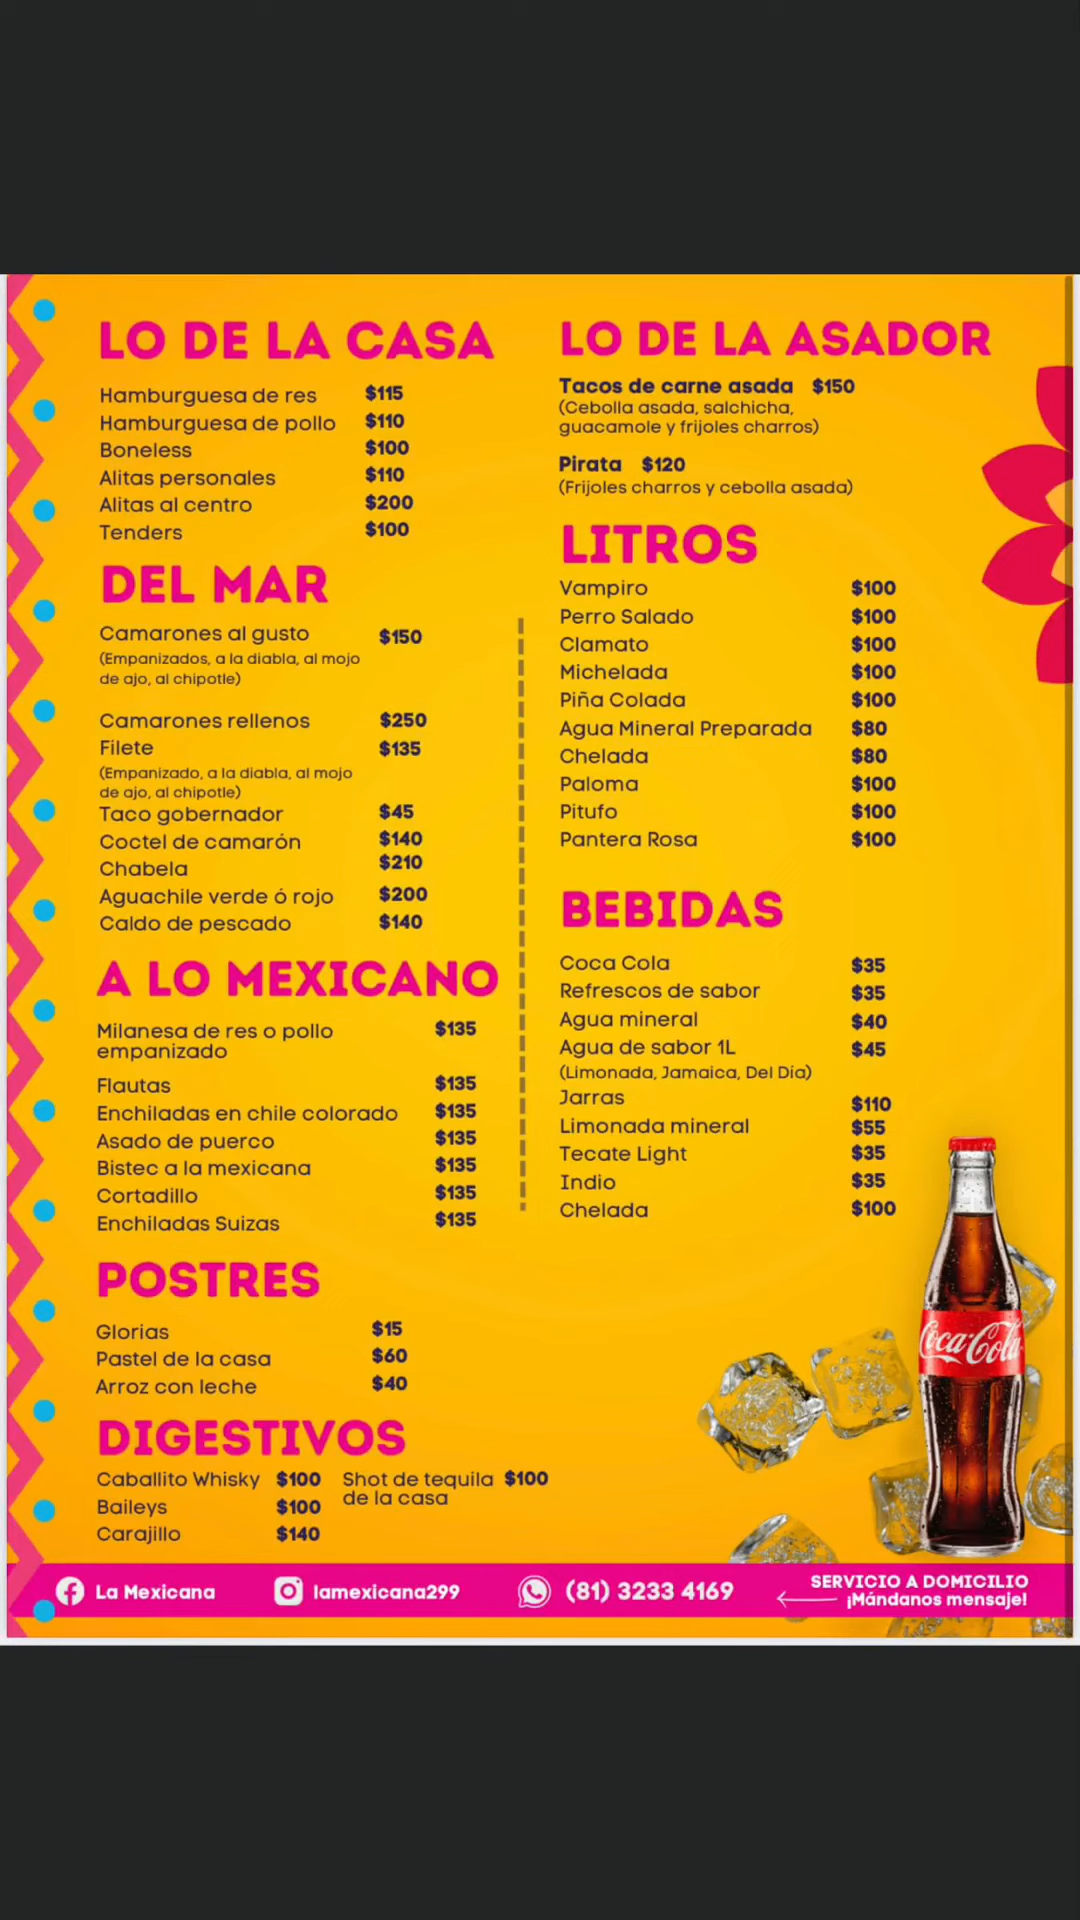 LO DE LA CASA
Hamburguesa de res $115
Hamburguesa de pollo $110
Boneless $100
Alitas personales $110
Alitas al centro $200
Tenders $100
DEL MAR
Camarones al gusto $150
(Empanizados, a la diabla, al mojo
de ajo, al chipotle)
Camarones rellenos $250
Filete $135
(Empanizado, a la diabla, al mojo
de ajo, al chipotle)
Taco gobernador $45
Coctel de camarón $140
Chabela $210
Aguachile verde ó rojo $200
Caldo de pescado $140
A LO MEXICANO
Milanesa de res o pollo $135
empanizado
Flautas $135
Enchiladas en chile colorado $135
Asado de puerco $135
Bistec a la mexicana $135
Cortadillo $135
Enchiladas Suizas $135
POSTRES
Glorias $15
Pastel de la casa $60
Arroz con leche $40
DIGESTIVOS
Caballito Whisky $100
Baileys $100
Carajillo $140
Shot de tequila $100
de la casa
LO DE LA ASADOR
Tacos de carne asada $150
(Cebolla asada, salchicha,
guacamole y frijoles charros)
Pirata $120
(Frijoles charros y cebolla asada)
LITROS
Vampiro $100
Perro Salado $100
Clamato $100
Michelada $100
Piña Colada $100
Agua Mineral Preparada $80
Chelada $80
Paloma $100
Pitufo $100
Pantera Rosa $100
BEBIDAS
Coca Cola $35
Refrescos de sabor $35
Agua mineral $40
Agua de sabor 1L $45
(Limonada, Jamaica, Del Día)
Jarras $110
Limonada mineral $55
Tecate Light $35
Indio $35
Chelada $100
Coca-Cola
La Mexicana
lamexicana299
(81) 3233 4169
SERVICIO A DOMICILIO
¡Mándanos mensaje!